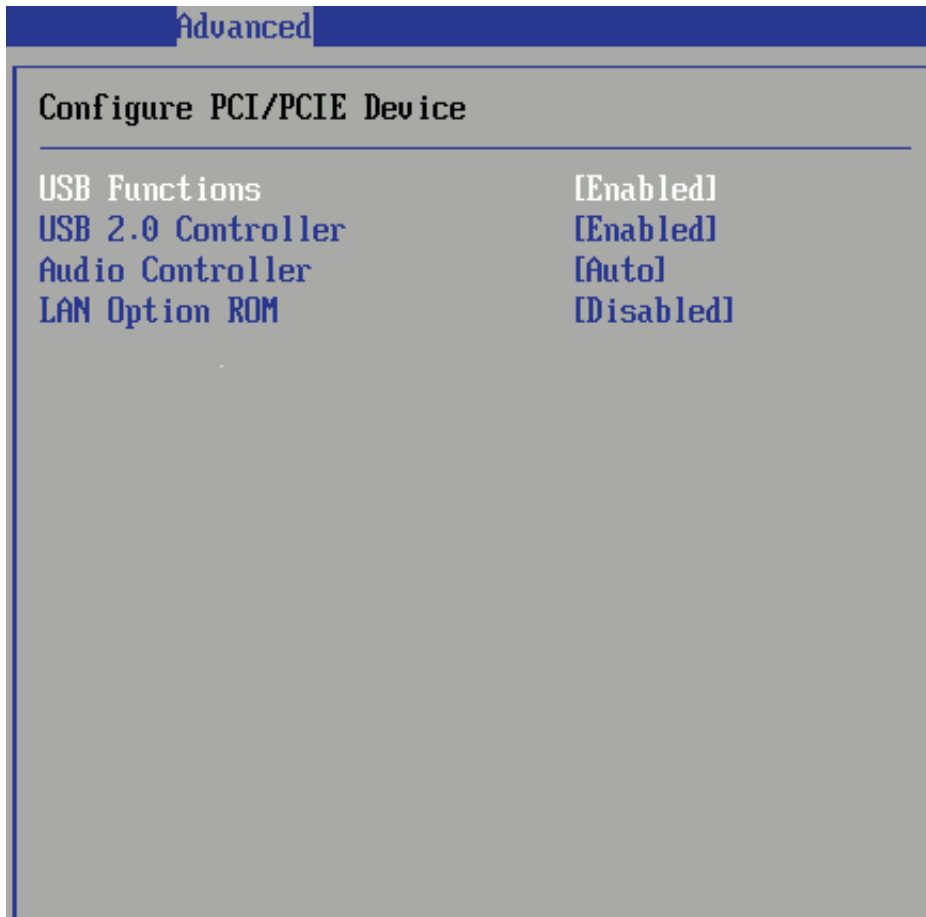 Advanced
Configure PCI/PCIE Device
USB Functions [Enabled]
USB 2.0 Controller [Enabled]
Audio Controller [Auto]
LAN Option ROM [Disabled]